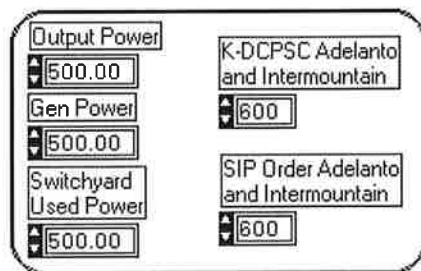 Output Power
500.00
Gen Power
500.00
Switchyard
Used Power
500.00
K-DCPSC Adelanto
and Intermountain
600
SIP Order Adelanto
and Intermountain
600